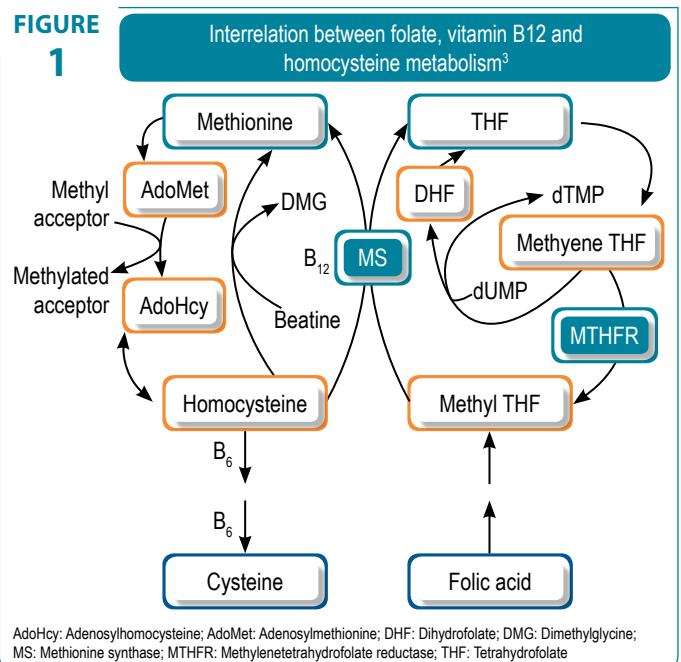 FIGURE
1
Interrelation between folate, vitamin B12 and
homocysteine metabolism³
Methionine
THF
AdoMet
DHF
dTMP
Methyl
acceptor
DMG
Methyene THF
B₁₂
MS
Methylated
acceptor
AdoHcy
dUMP
Beatine
MTHFR
Homocysteine
Methyl THF
B₆
B₆
Cysteine
Folic acid
AdoHcy: Adenosylhomocysteine; AdoMet: Adenosylmethionine; DHF: Dihydrofolate; DMG: Dimethylglycine;
MS: Methionine synthase; MTHFR: Methylenetetrahydrofolate reductase; THF: Tetrahydrofolate